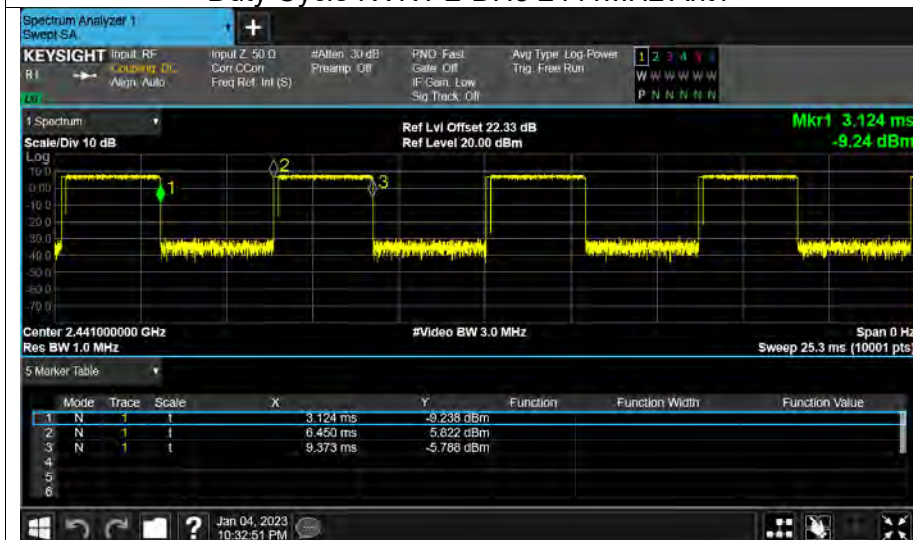 Spectrum Analyzer 1
Swept SA
+
KEYSIGHT Input: RF Input Z: 50 Ω #Atten: 30 dB PNO: Fast Avg Type: Log-Power 1 2 3 4 5 6
Coupling: DC Corr CCorr Preamp: Off Gate: Off Trig: Free Run W W W W W W
Align: Auto Freq Ref: Int (S) IF Gain: Low
Sig Track: Off P N N N N N
1 Spectrum
Ref Lvl Offset 22.33 dB Mkr1 3.124 ms
Scale/Div 10 dB Ref Level 20.00 dBm -9.24 dBm
Log
10.0
2
0.00 1 3
-10.0
-20.0
-30.0
-40.0
-50.0
-60.0
-70.0
Center 2.441000000 GHz #Video BW 3.0 MHz Span 0 Hz
Res BW 1.0 MHz Sweep 25.3 ms (10001 pts)
5 Marker Table
Mode Trace Scale X Y Function Function Width Function Value
1 N 1 t 3.124 ms -9.238 dBm
2 N 1 t 6.450 ms 5.622 dBm
3 N 1 t 9.373 ms -5.788 dBm
4
5
6
? Jan 04, 2023
10:32:51 PM